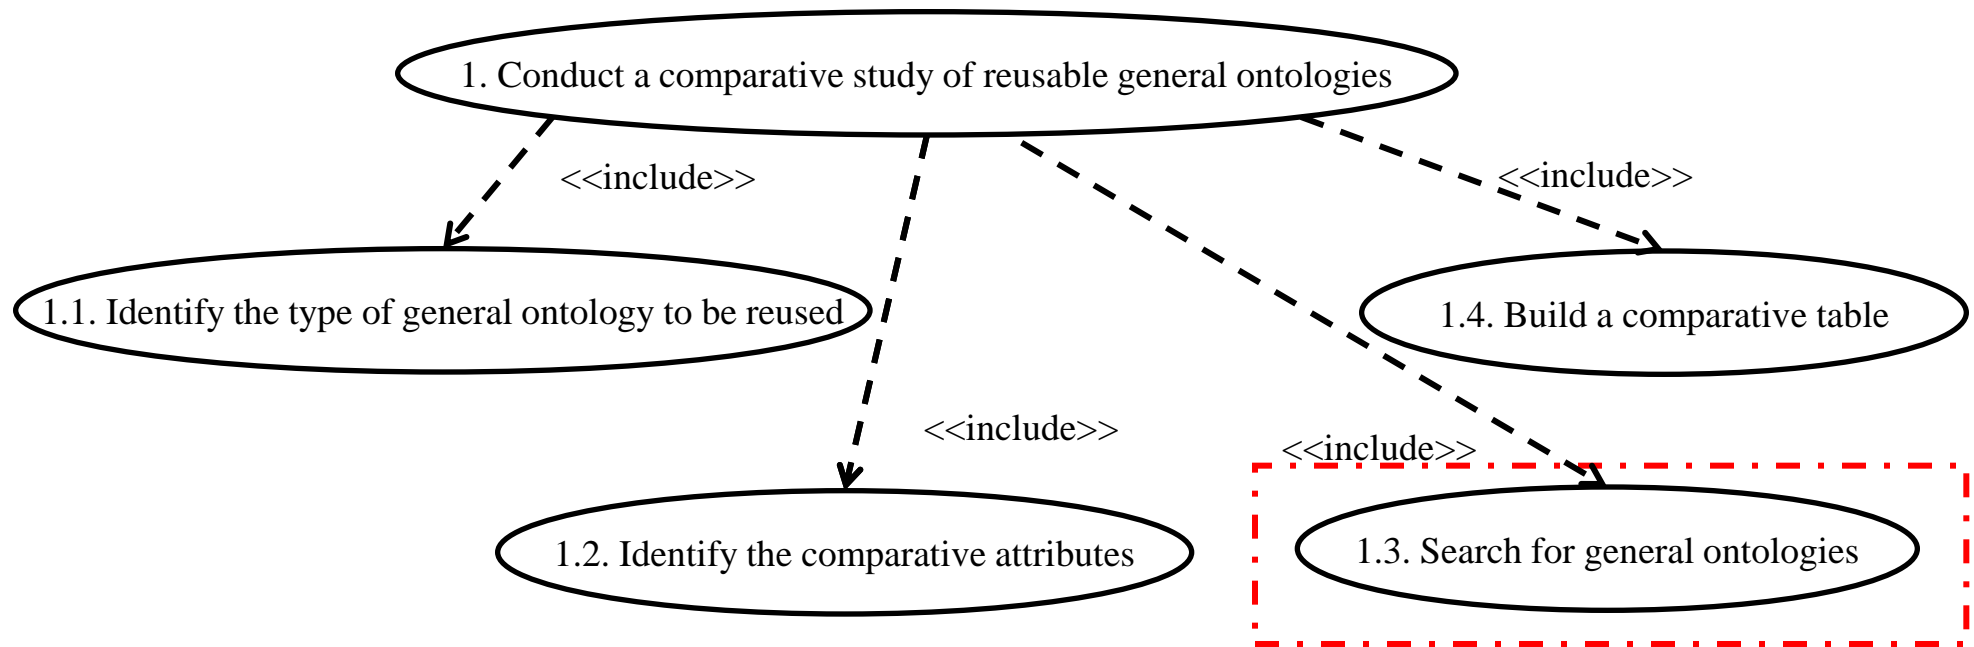 1. Conduct a comparative study of reusable general ontologies
<<include>>
<<include>>
1.1. Identify the type of general ontology to be reused
1.4. Build a comparative table
<<include>>
<<include>>
1.2. Identify the comparative attributes
1.3. Search for general ontologies